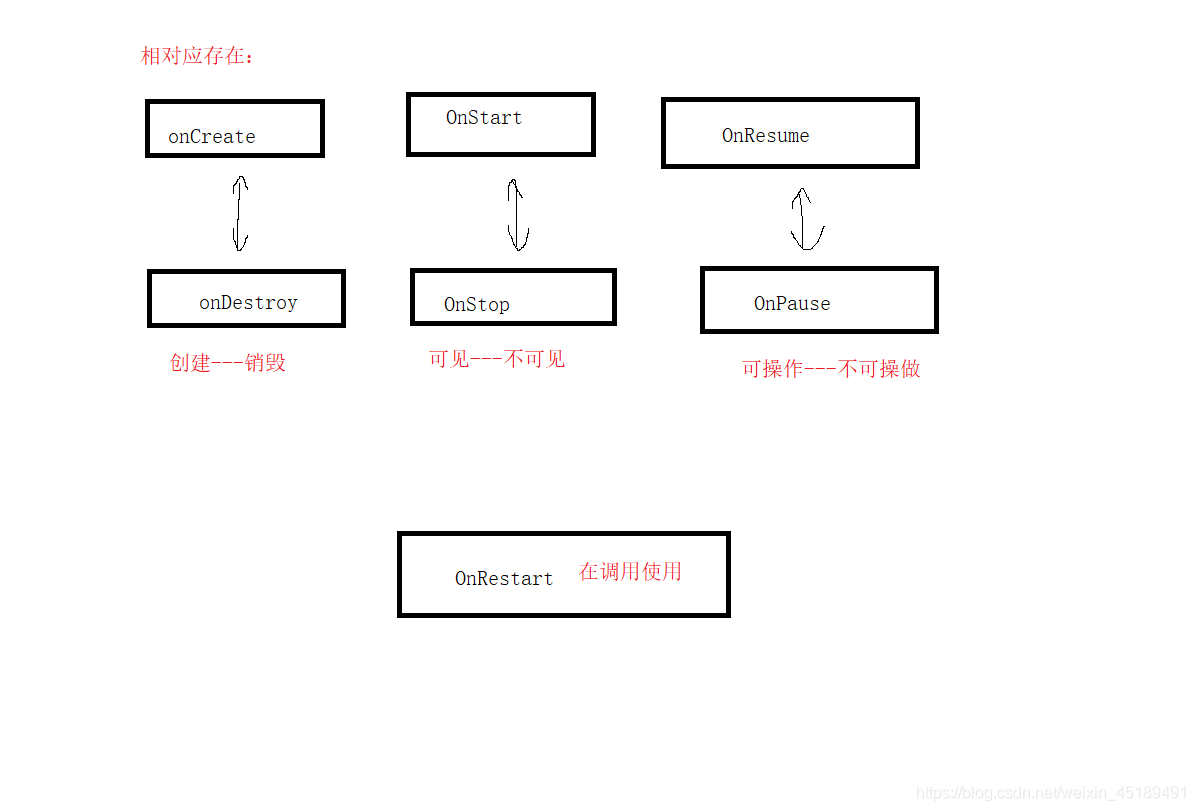 相对应存在:
onCreate
OnStart
OnResume
onDestroy
OnStop
OnPause
创建---销毁
可见---不可见
可操作---不可操做
OnRestart 在调用使用
https://blog.csdn.net/weixin_45189491